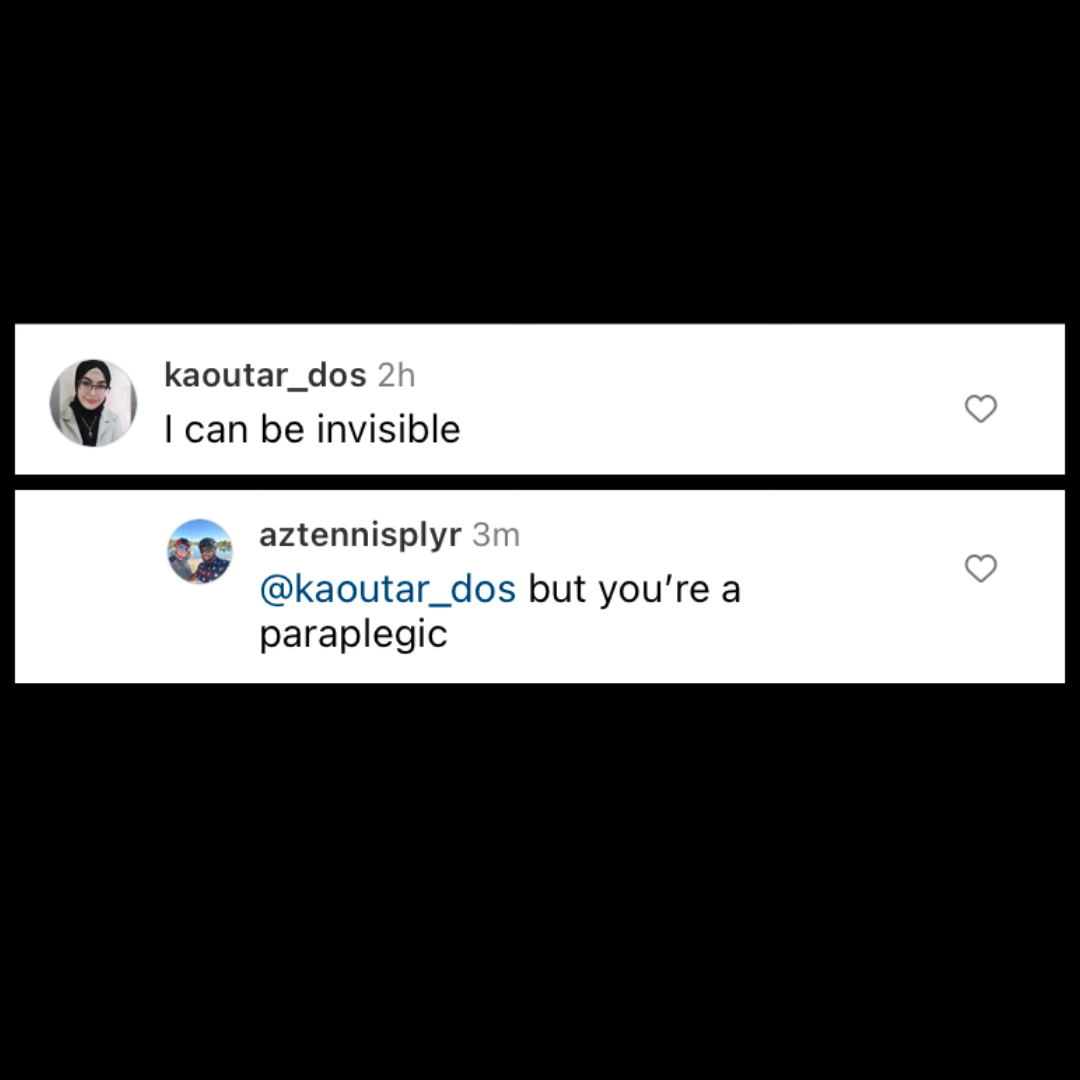 kaoutar_dos 2h
I can be invisible
aztennisplyr 3m
@kaoutar_dos but you’re a
paraplegic